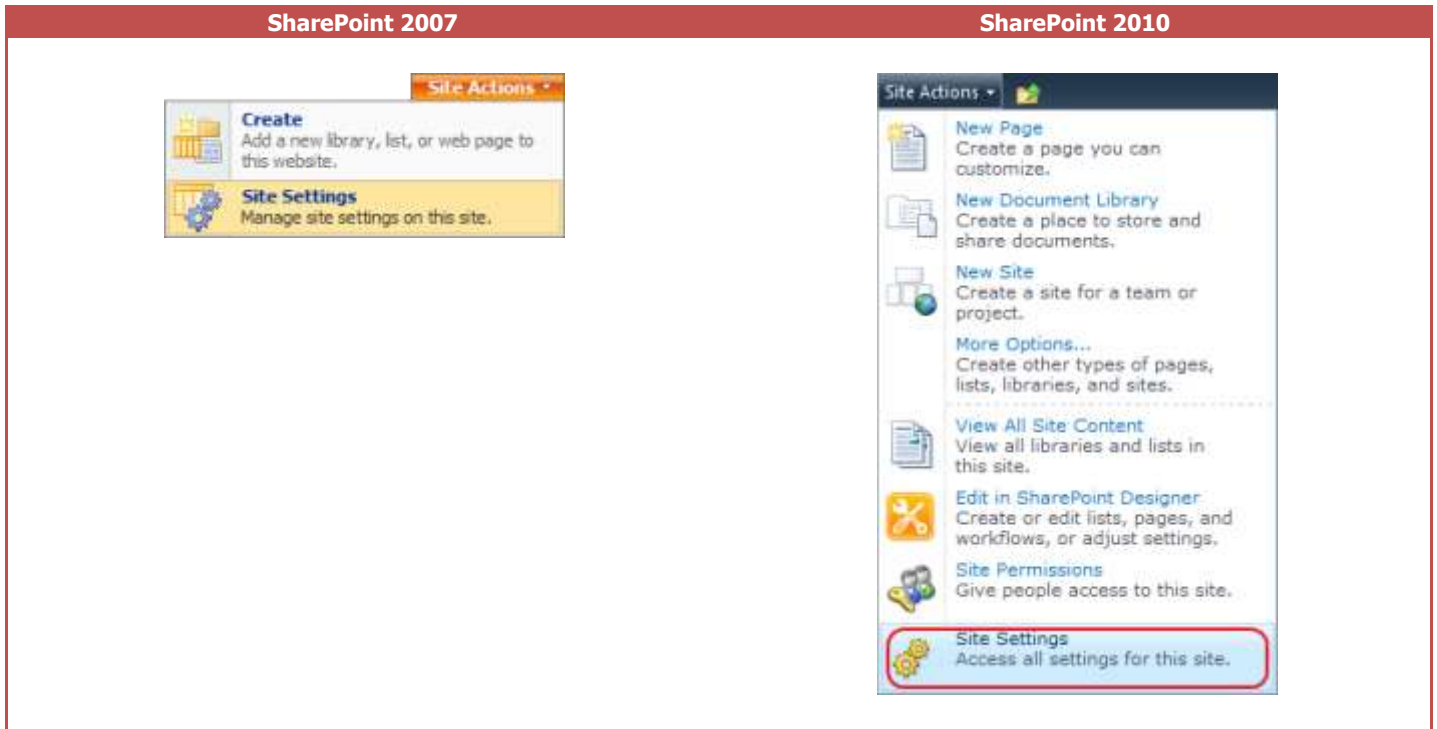 SharePoint 2007
SharePoint 2010
Site Actions
Create
Add a new library, list, or web page to
this website.
Site Settings
Manage site settings on this site.
Site Actions
New Page
Create a page you can
customize.
New Document Library
Create a place to store and
share documents.
New Site
Create a site for a team or
project.
More Options...
Create other types of pages,
lists, libraries, and sites.
View All Site Content
View all libraries and lists in
this site.
Edit in SharePoint Designer
Create or edit lists, pages, and
workflows, or adjust settings.
Site Permissions
Give people access to this site.
Site Settings
Access all settings for this site.